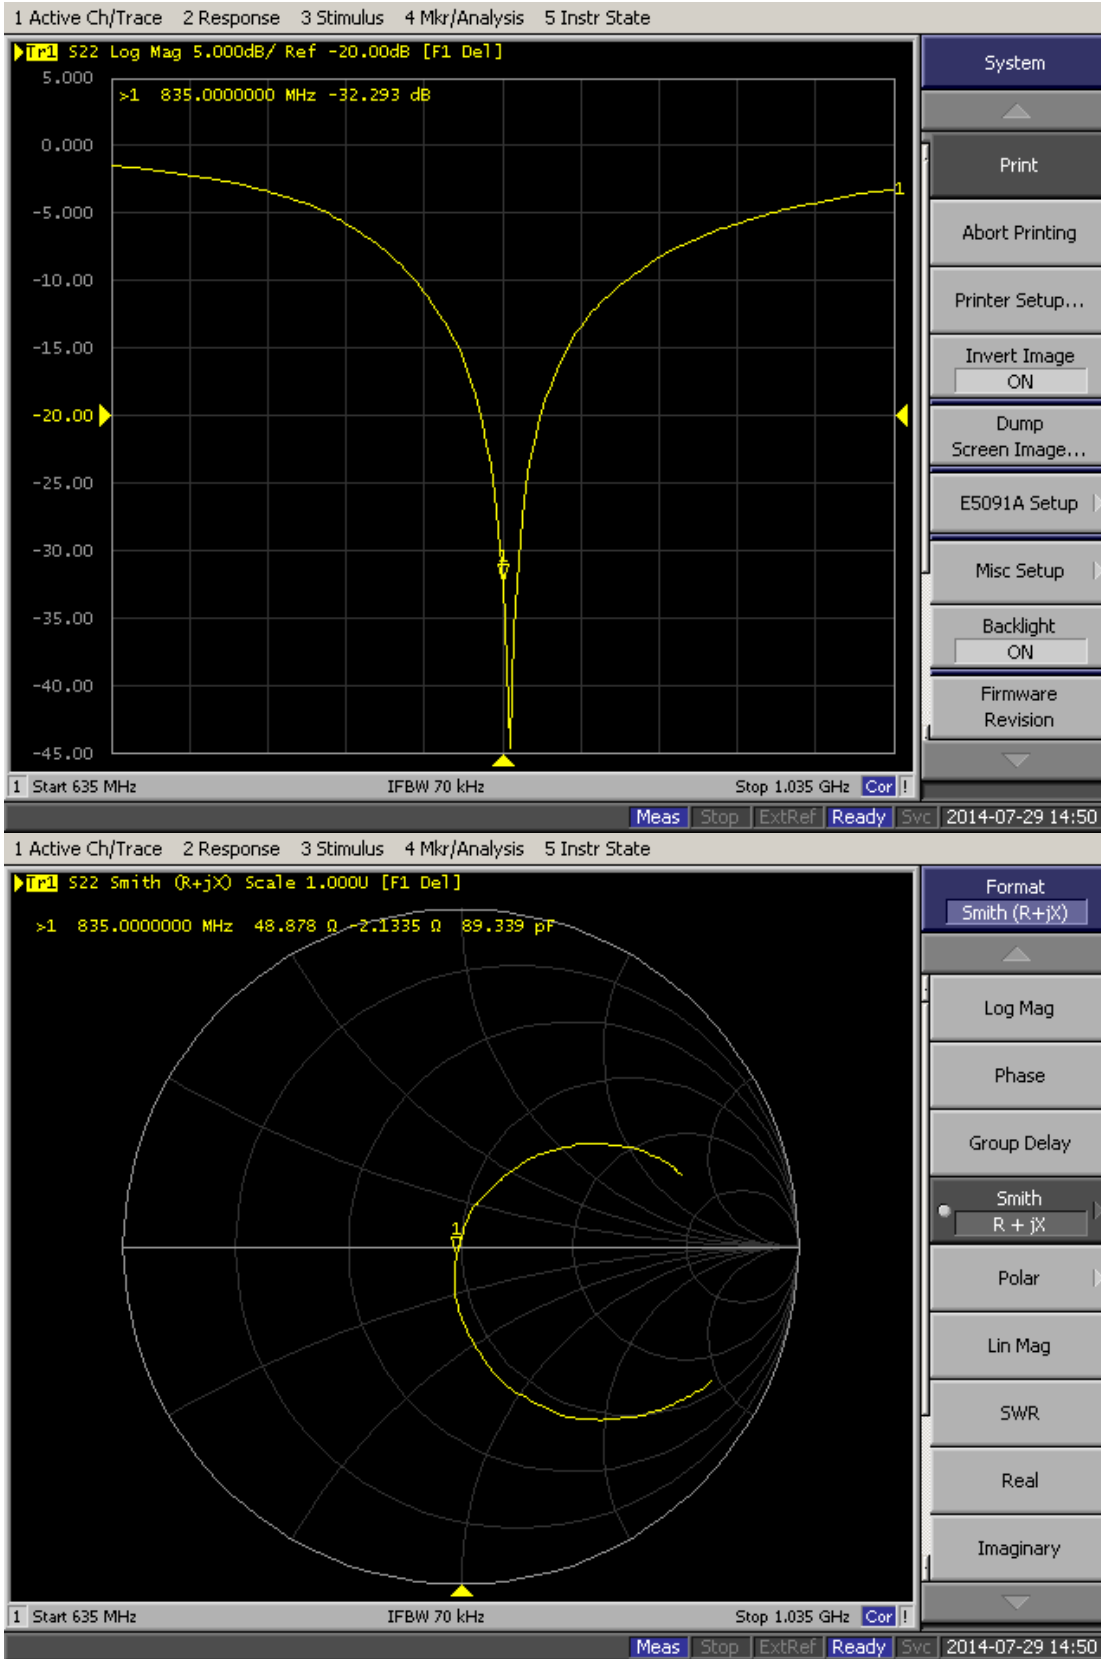 1 Active Ch/Trace 2 Response 3 Stimulus 4 Mkr/Analysis 5 Instr State
Tr1 S22 Log Mag 5.000dB/ Ref -20.00dB [F1 Del]
>1 835.0000000 MHz -32.293 dB
5.000
0.000
-5.000
-10.00
-15.00
-20.00
-25.00
-30.00
-35.00
-40.00
-45.00
1
1
1 Start 635 MHz IFBW 70 kHz Stop 1.035 GHz Cor !
System
Print
Abort Printing
Printer Setup...
Invert Image
ON
Dump
Screen Image...
E5091A Setup
Misc Setup
Backlight
ON
Firmware
Revision
Meas Stop ExtRef Ready Svc 2014-07-29 14:50
1 Active Ch/Trace 2 Response 3 Stimulus 4 Mkr/Analysis 5 Instr State
Tr1 S22 Smith (R+jX) Scale 1.000U [F1 Del]
>1 835.0000000 MHz 48.878 Ω -2.1335 Ω 89.339 pF
1
1 Start 635 MHz IFBW 70 kHz Stop 1.035 GHz Cor !
Format
Smith (R+jX)
Log Mag
Phase
Group Delay
Smith
R + jX
Polar
Lin Mag
SWR
Real
Imaginary
Meas Stop ExtRef Ready Svc 2014-07-29 14:50